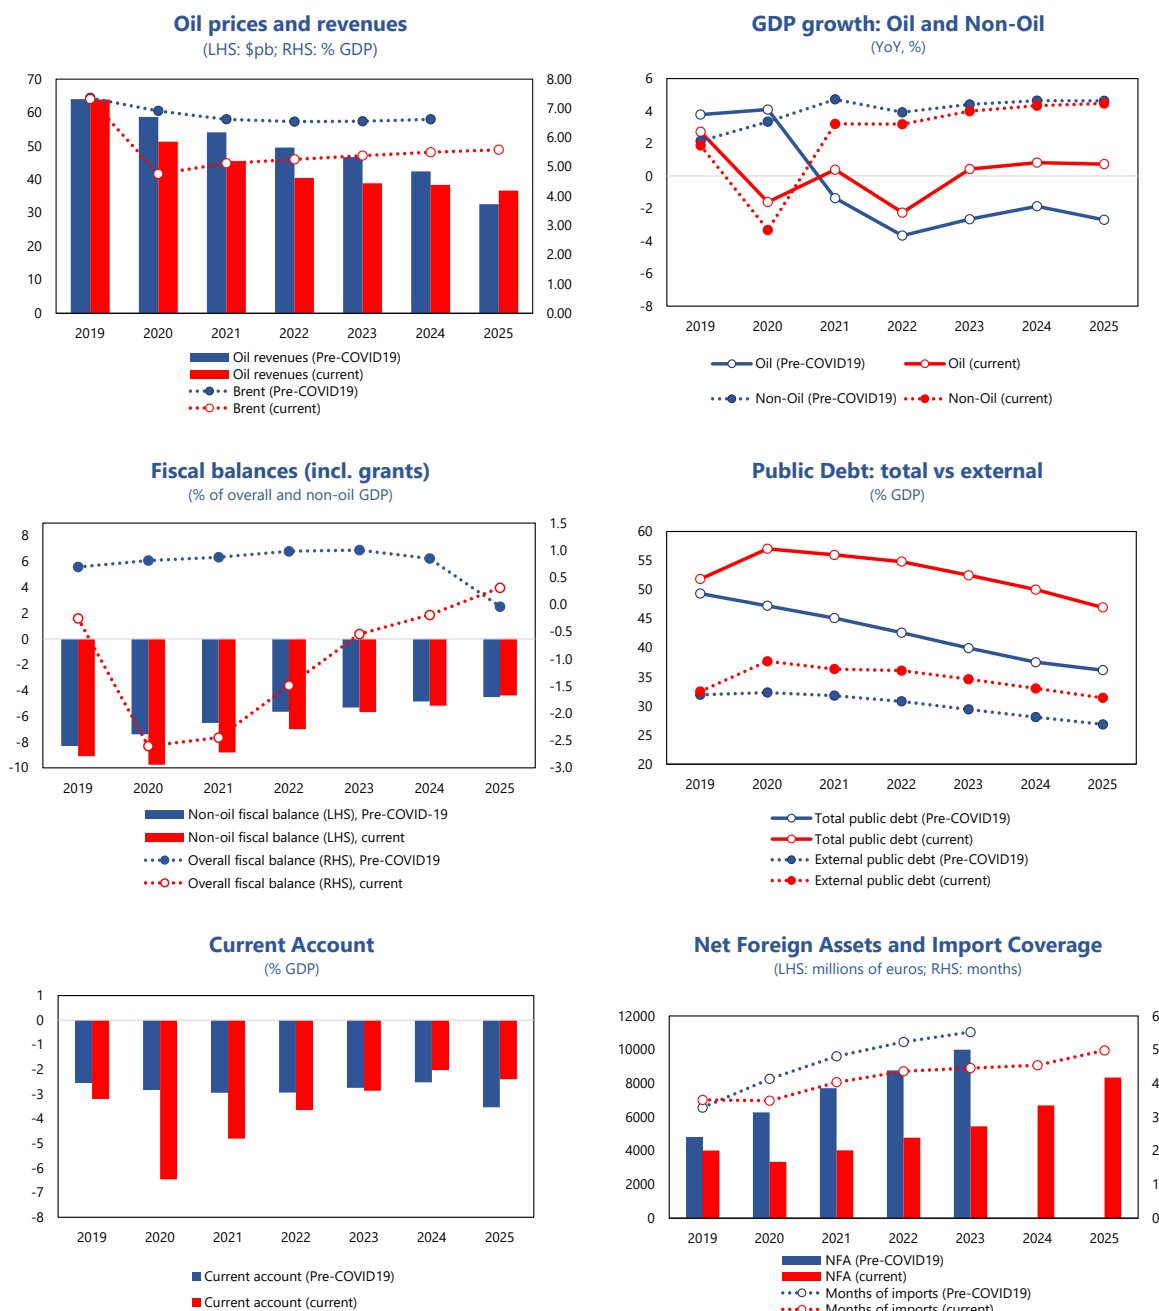 Oil prices and revenues
(LHS: $pb; RHS: % GDP)
70
60
50
40
30
20
10
0
8.00
7.00
6.00
5.00
4.00
3.00
2.00
1.00
0.00
2019 2020 2021 2022 2023 2024 2025
Oil revenues (Pre-COVID19)
Oil revenues (current)
Brent (Pre-COVID19)
Brent (current)
GDP growth: Oil and Non-Oil
(YoY, %)
6
4
2
0
-2
-4
-6
-8
2019 2020 2021 2022 2023 2024 2025
Oil (Pre-COVID19) Oil (current)
Non-Oil (Pre-COVID19) Non-Oil (current)
Fiscal balances (incl. grants)
(% of overall and non-oil GDP)
8
6
4
2
0
-2
-4
-6
-8
-10
1.5
1.0
0.5
0.0
-0.5
-1.0
-1.5
-2.0
-2.5
-3.0
2019 2020 2021 2022 2023 2024 2025
Non-oil fiscal balance (LHS), Pre-COVID-19
Non-oil fiscal balance (LHS), current
Overall fiscal balance (RHS), Pre-COVID19
Overall fiscal balance (RHS), current
Public Debt: total vs external
(% GDP)
60
55
50
45
40
35
30
25
20
2019 2020 2021 2022 2023 2024 2025
Total public debt (Pre-COVID19)
Total public debt (current)
External public debt (Pre-COVID19)
External public debt (current)
Current Account
(% GDP)
1
0
-1
-2
-3
-4
-5
-6
-7
-8
2019 2020 2021 2022 2023 2024 2025
Current account (Pre-COVID19)
Current account (current)
Net Foreign Assets and Import Coverage
(LHS: millions of euros; RHS: months)
12000
10000
8000
6000
4000
2000
0
6
5
4
3
2
1
0
2019 2020 2021 2022 2023 2024 2025
NFA (Pre-COVID19)
NFA (current)
Months of imports (Pre-COVID19)
Months of imports (current)